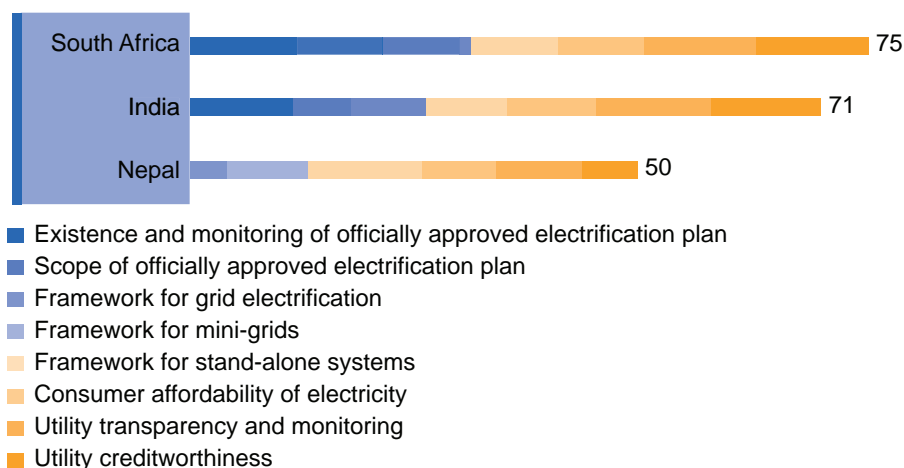 South Africa 75
India 71
Nepal 50
Existence and monitoring of officially approved electrification plan
Scope of officially approved electrification plan
Framework for grid electrification
Framework for mini-grids
Framework for stand-alone systems
Consumer affordability of electricity
Utility transparency and monitoring
Utility creditworthiness